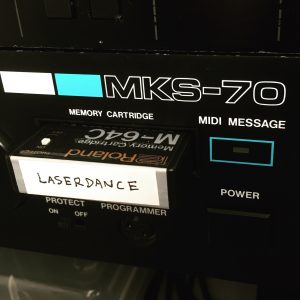 MKS-70
MEMORY CARTRIDGE
MIDI MESSAGE
Roland
Memory Cartridge
M-64C
LASERDANCE
POWER
PROTECT
PROGRAMMER
ON OFF